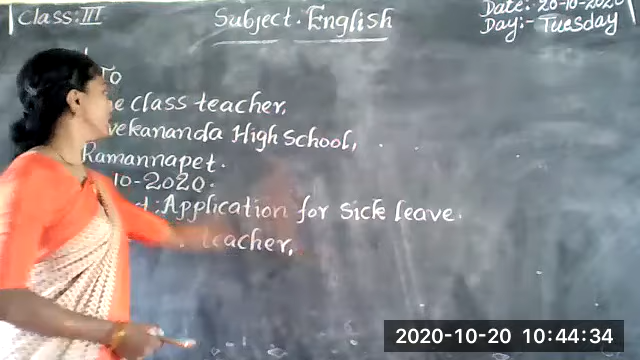 Class:III
Subject. English
Date: 20-10-2020
Day:- Tuesday
To
class teacher,
High School,
Ramannapet.
10-2020.
Application for sick leave.
teacher,
2020-10-20 10:44:34